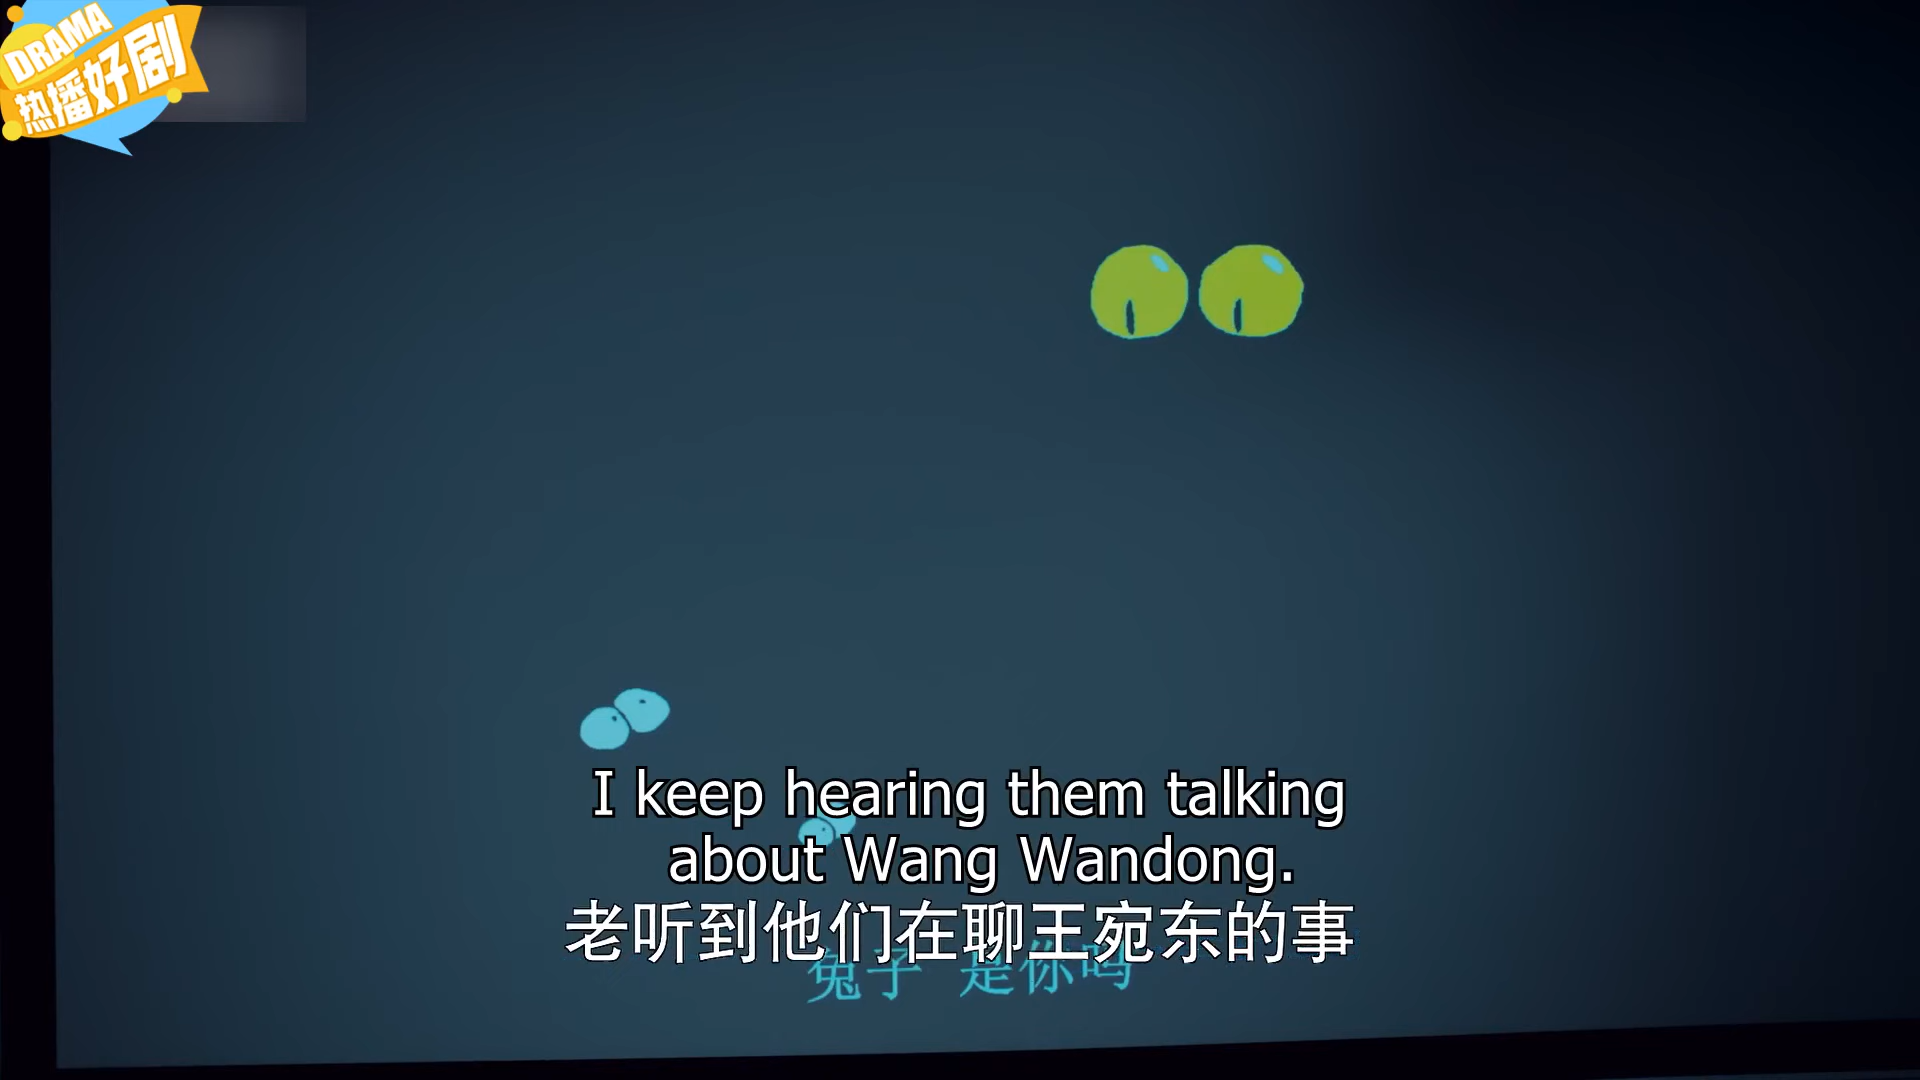 DRAMA
热播好剧
I keep hearing them talking
about Wang Wandong.
老听到他们在聊王宛东的事
兔子 是你吗